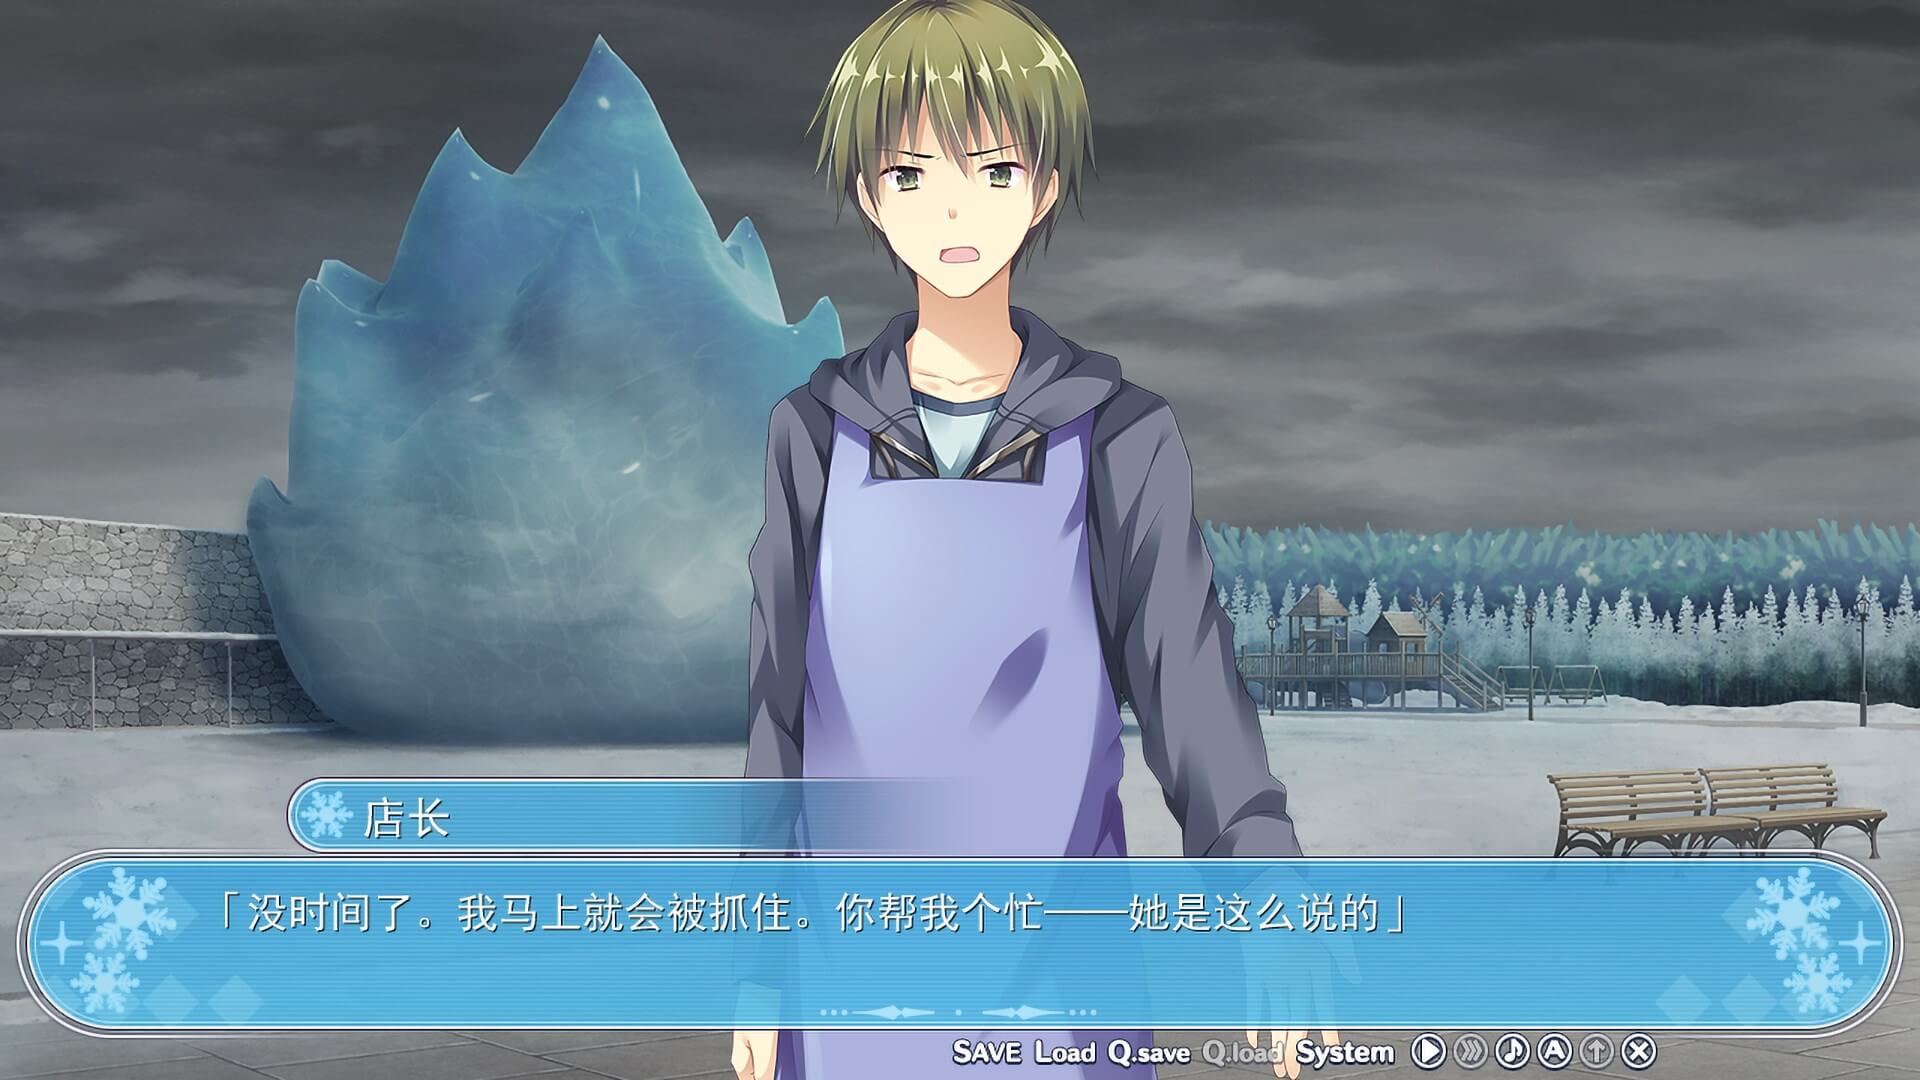 店长
「没时间了。我马上就会被抓住。你帮我个忙——她是这么说的」
SAVE Load Q.save Q.load System